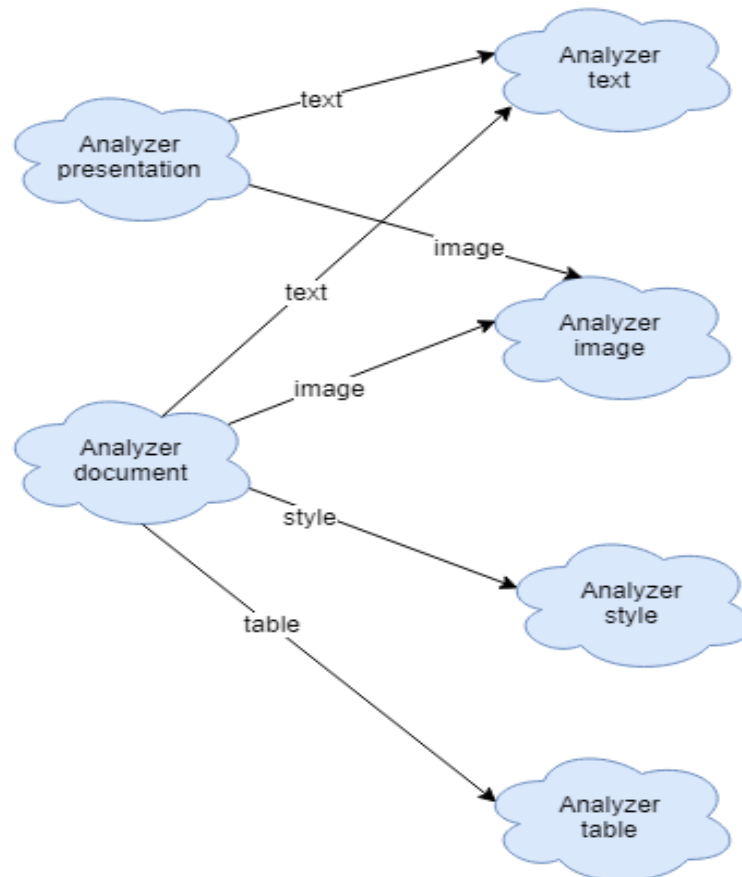 Analyzer
text
text
Analyzer
presentation
image
text
Analyzer
image
image
Analyzer
document
style
Analyzer
style
table
Analyzer
table